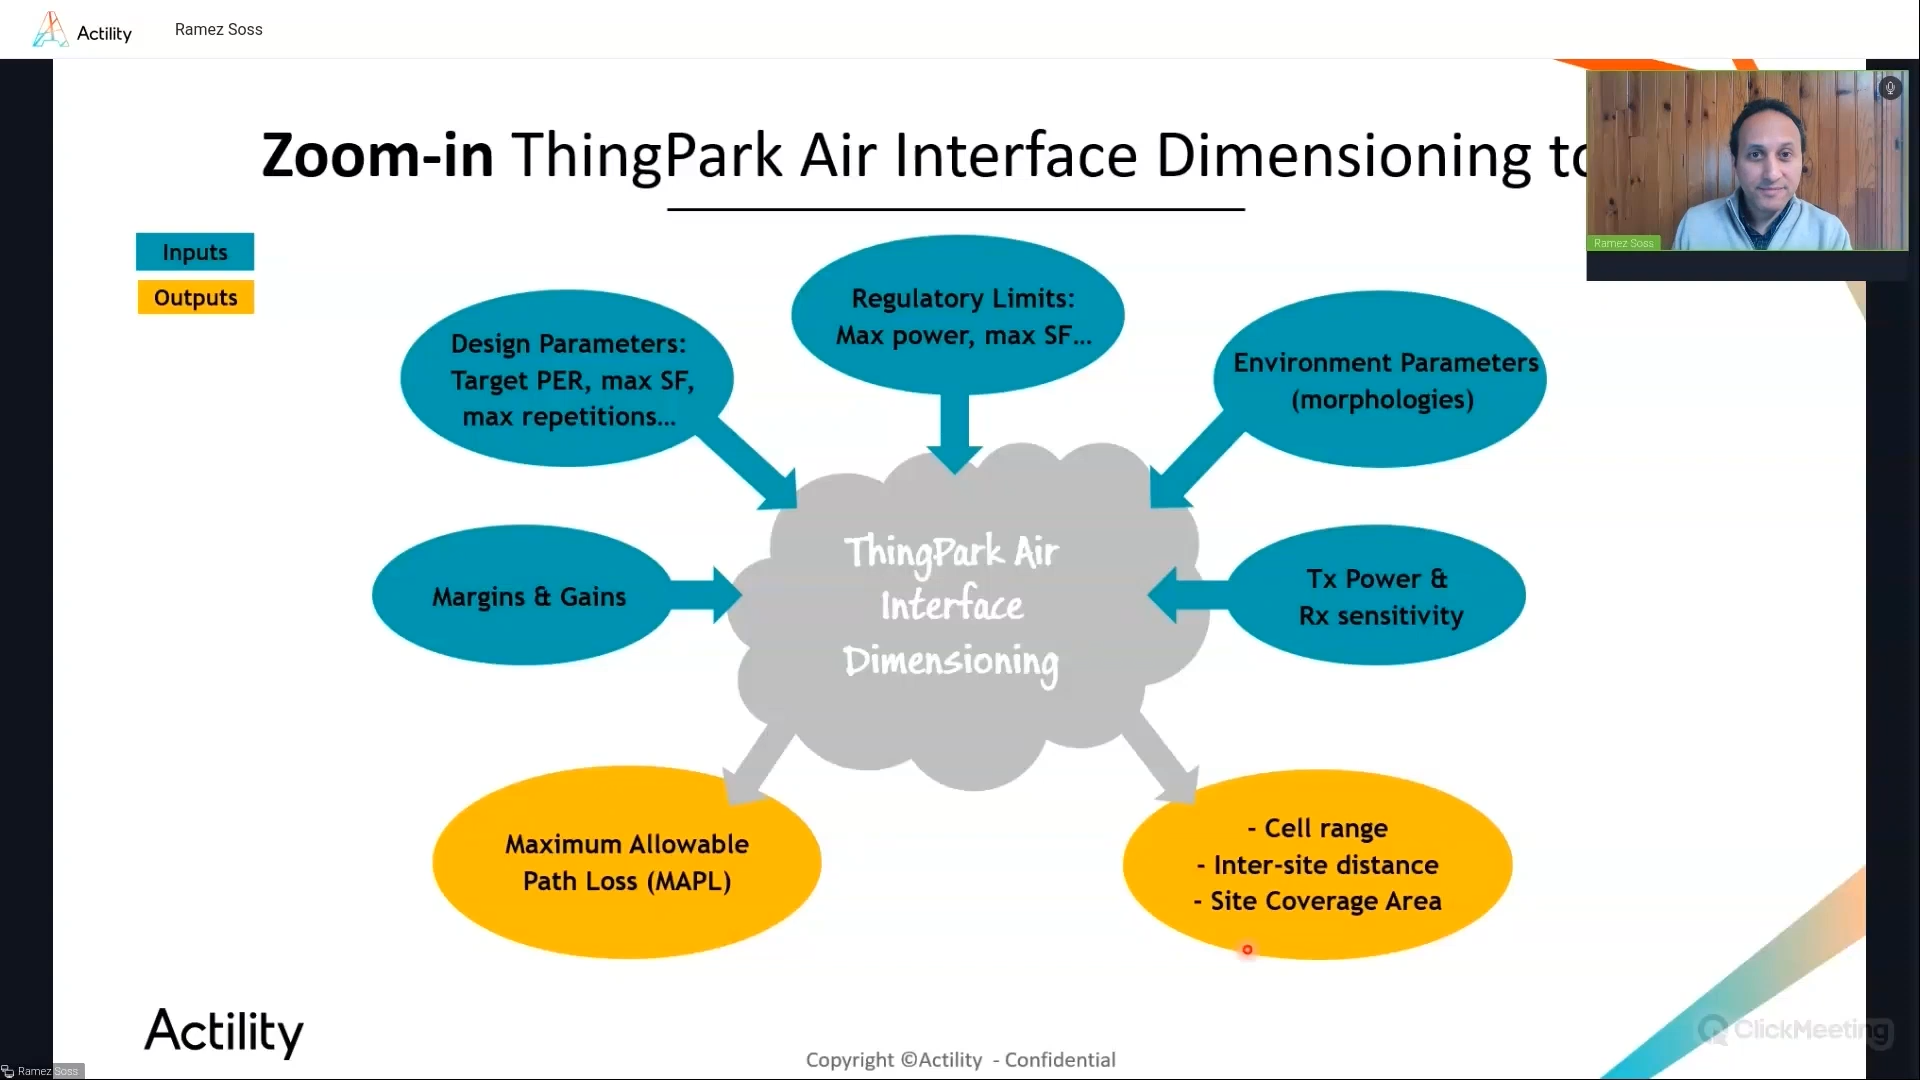 Actility
Ramez Soss
Zoom-in ThingPark Air Interface Dimensioning
Inputs
Outputs
Regulatory Limits:
Max power, max SF...
Design Parameters:
Target PER, max SF,
max repetitions...
Environment Parameters
(morphologies)
Ramez Soss
Margins & Gains
ThingPark Air
Interface
Dimensioning
Tx Power &
Rx sensitivity
Maximum Allowable
Path Loss (MAPL)
- Cell range
- Inter-site distance
- Site Coverage Area
Actility
ClickMeeting
Copyright ©Actility - Confidential
Ramez Soss